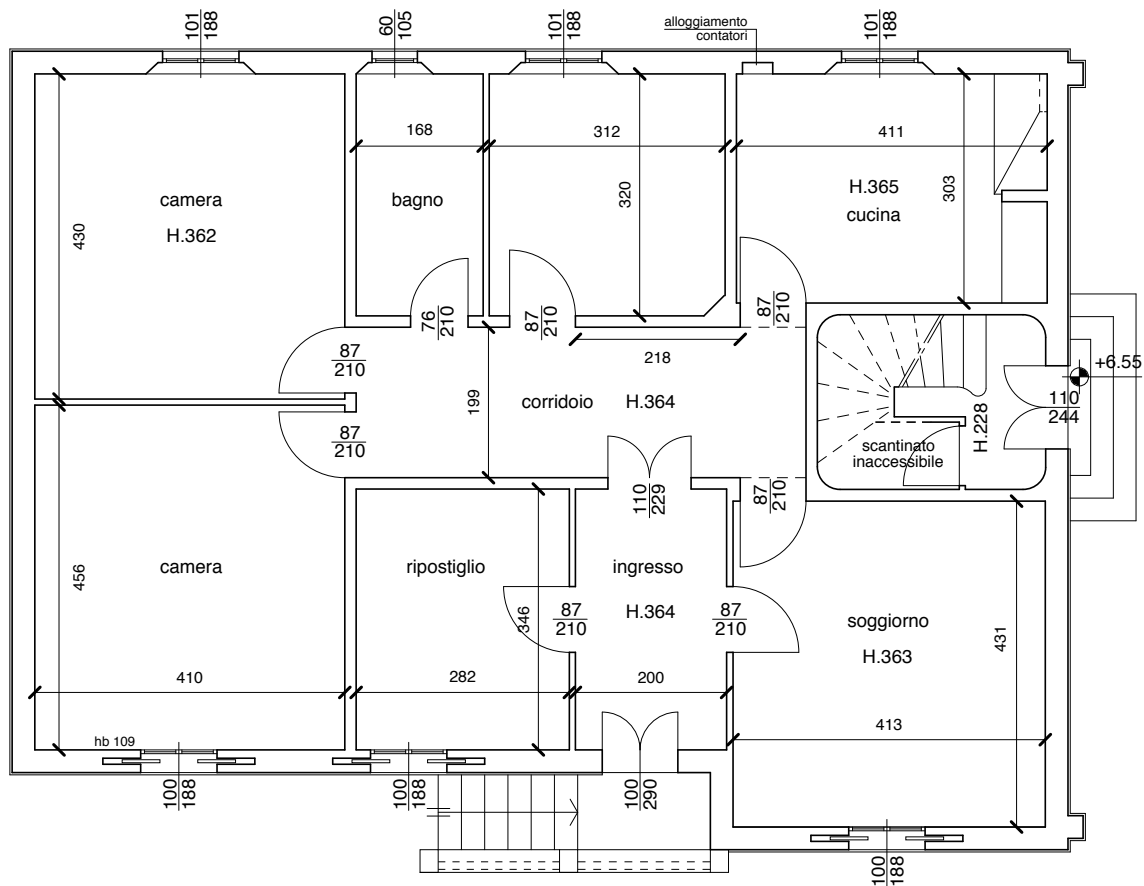 101
188
60
105
101
188
alloggiamento
contatori
101
188
168
312
411
camera
H.362
430
bagno
320
H.365
cucina
303
76
210
87
210
87
210
87
210
218
199
corridoio
H.364
+6.55
110
244
H.228
scantinato
inaccessibile
87
210
110
229
87
210
camera
456
ripostiglio
346
ingresso
H.364
87
210
87
210
soggiorno
H.363
431
410
282
200
413
hb 109
100
188
100
188
100
290
100
188